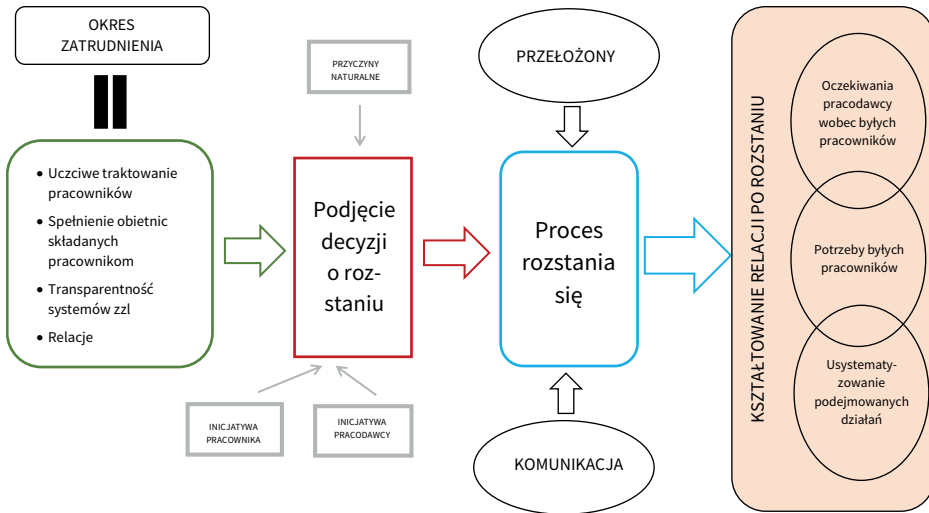 OKRES
ZATRUDNIENIA
• Uczciwe traktowanie
pracowników
• Spełnienie obietnic
składanych
pracownikom
• Transparentność
systemów zzl
• Relacje
PRZYCZYNY
NATURALNE
Podjęcie
decyzji
o roz-
staniu
INICJATYWA
PRACOWNIKA
INICJATYWA
PRACODAWCY
PRZEŁOŻONY
Proces
rozstania
się
KOMUNIKACJA
KSZTAŁTOWANIE RELACJI PO ROZSTANIU
Oczekiwania
pracodawcy
wobec byłych
pracowników
Potrzeby byłych
pracowników
Usystematy-
zowanie
podejmowanych
działań